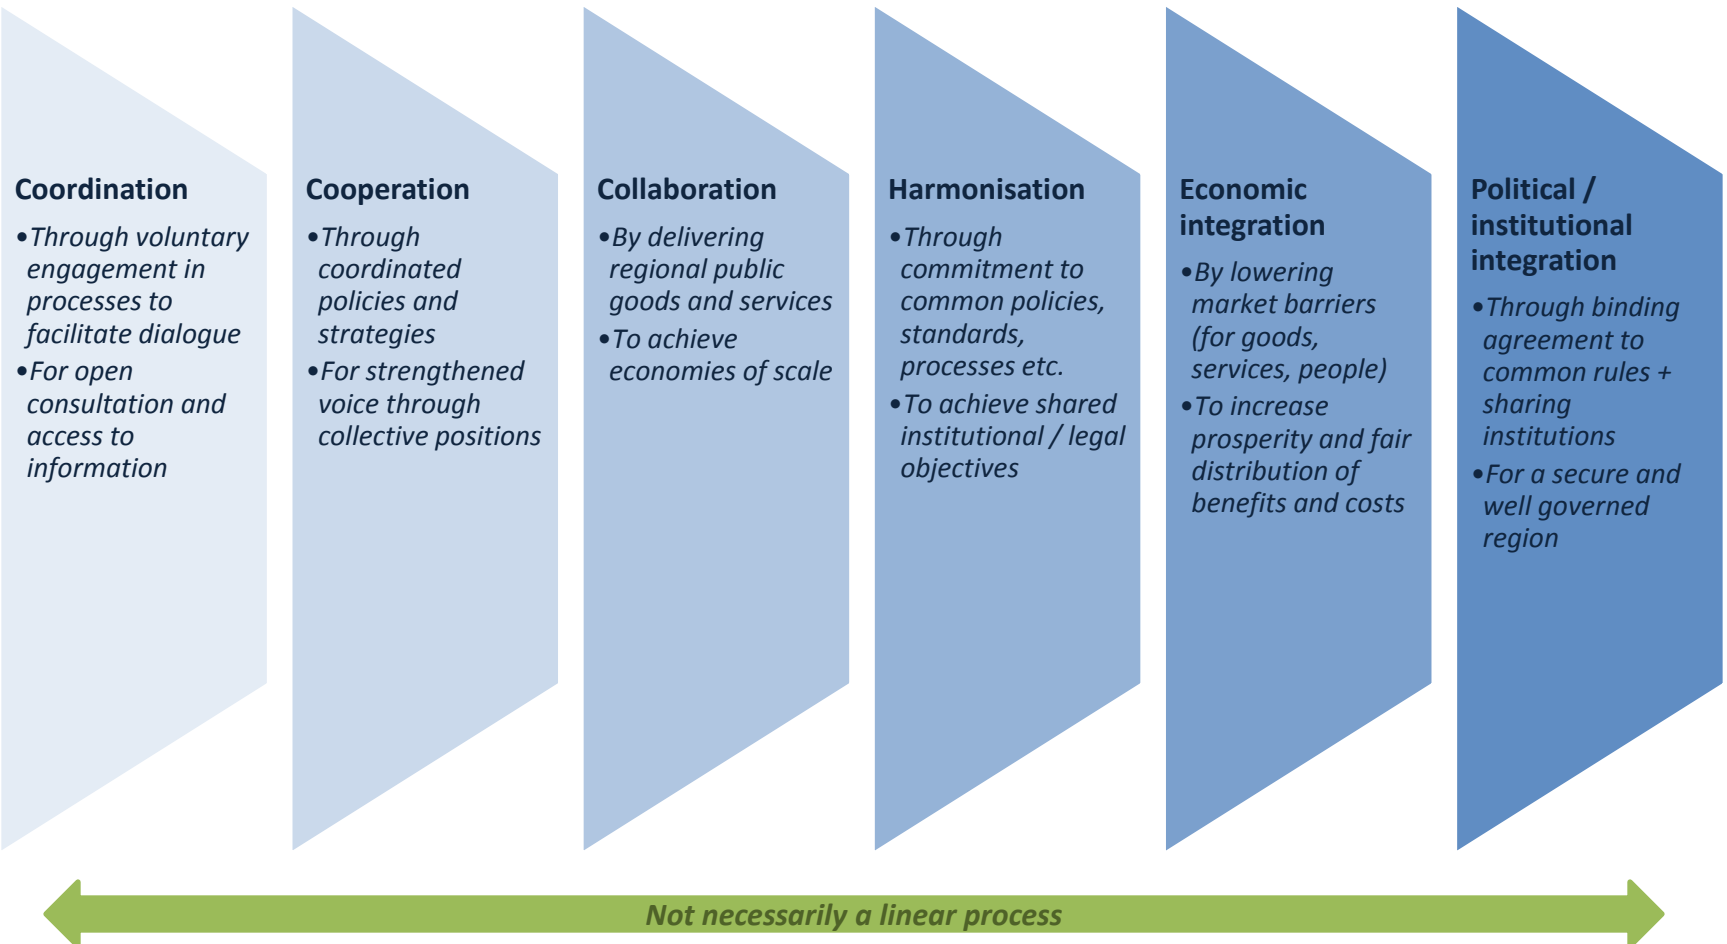 Coordination
•Through voluntary
engagement in
processes to
facilitate dialogue
•For open
consultation and
access to
information
Cooperation
•Through
coordinated
policies and
strategies
•For strengthened
voice through
collective positions
Collaboration
•By delivering
regional public
goods and services
•To achieve
economies of scale
Harmonisation
•Through
commitment to
common policies,
standards,
processes etc.
•To achieve shared
institutional / legal
objectives
Economic
integration
•By lowering
market barriers
(for goods,
services, people)
•To increase
prosperity and fair
distribution of
benefits and costs
Political /
institutional
integration
•Through binding
agreement to
common rules +
sharing
institutions
•For a secure and
well governed
region
Not necessarily a linear process